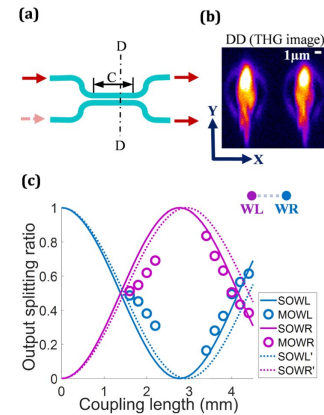 (a)
D
C
D
(b)
DD (THG image)
1μm
Y
X
(c)
WL
WR
Output splitting ratio
1
0.8
0.6
0.4
0.2
0
0
1
2
3
4
Coupling length (mm)
SOWL
MOWL
SOWR
MOWR
SOWL'
SOWR'